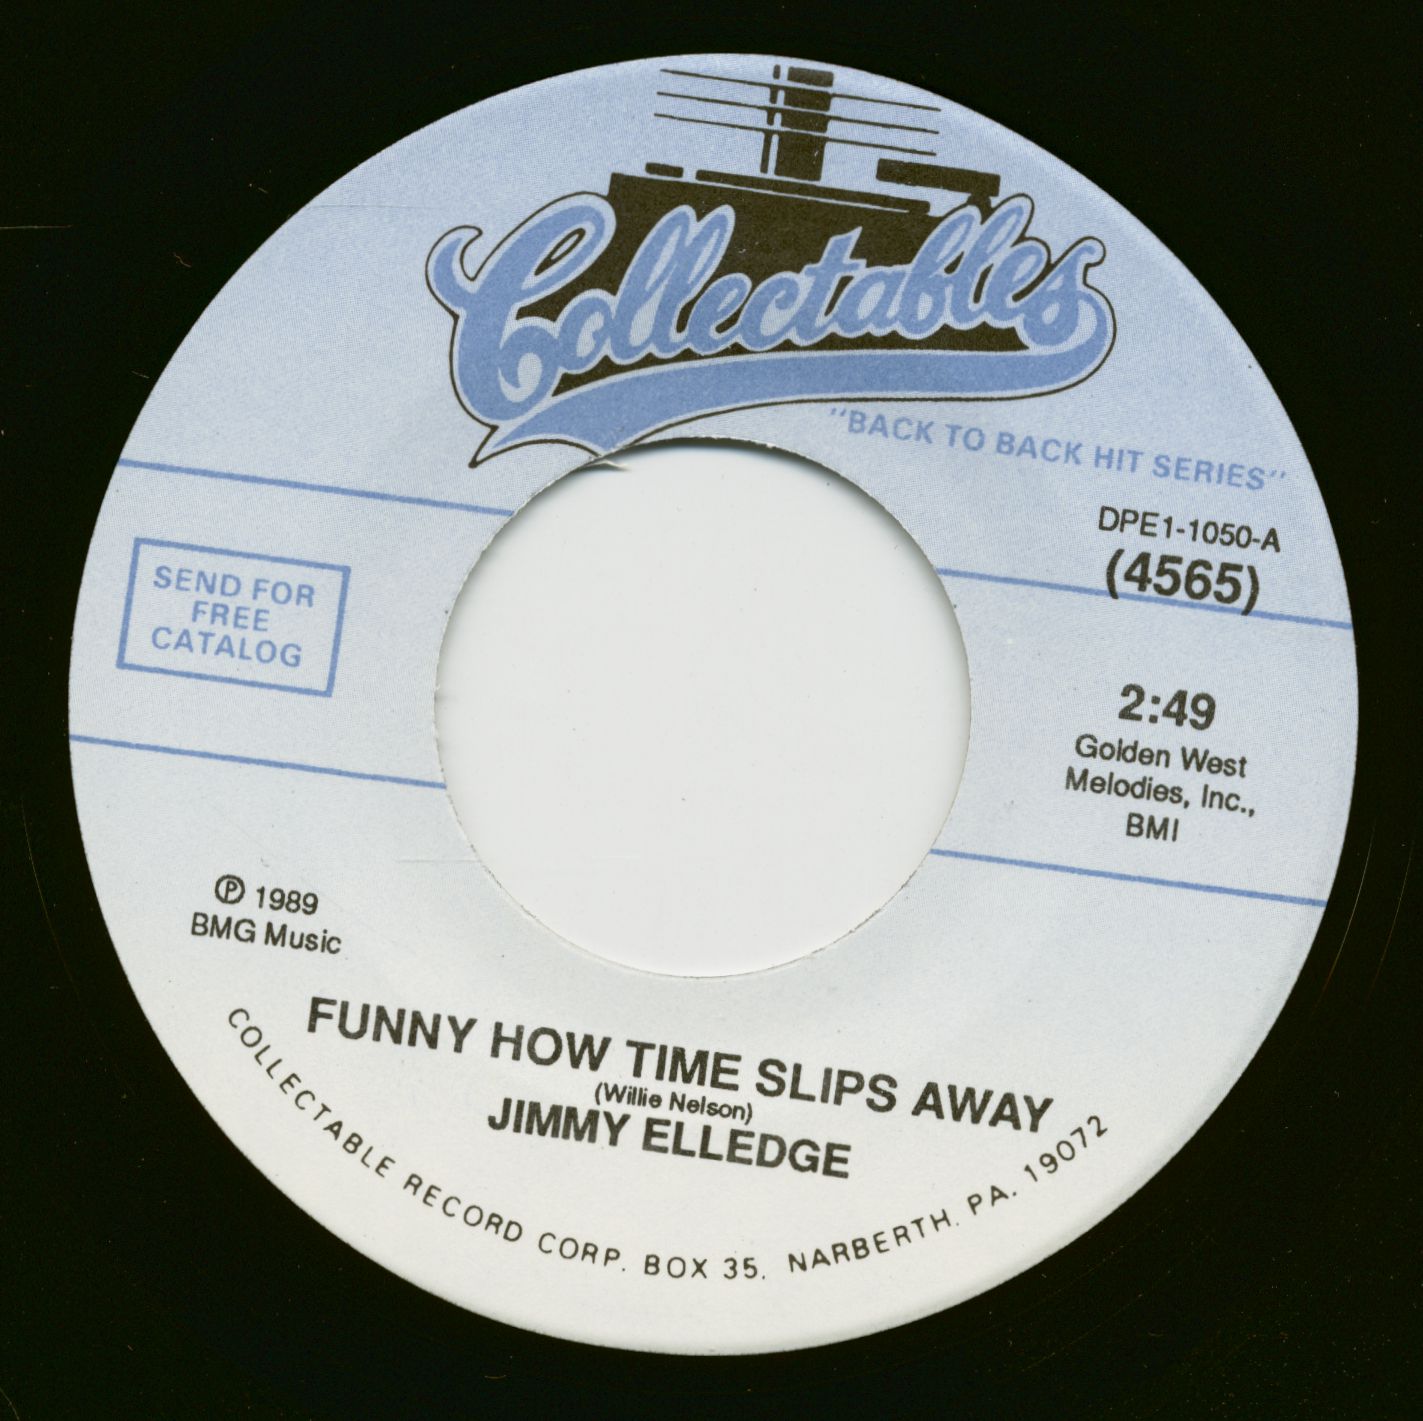 Collectables
"BACK TO BACK HIT SERIES"
DPE1-1050-A
(4565)
SEND FOR
FREE
CATALOG
2:49
Golden West
Melodies, Inc.,
BMI
℗ 1989
BMG Music
FUNNY HOW TIME SLIPS AWAY
(Willie Nelson)
JIMMY ELLEDGE
COLLECTABLE RECORD CORP. BOX 35. NARBERTH. PA. 19072